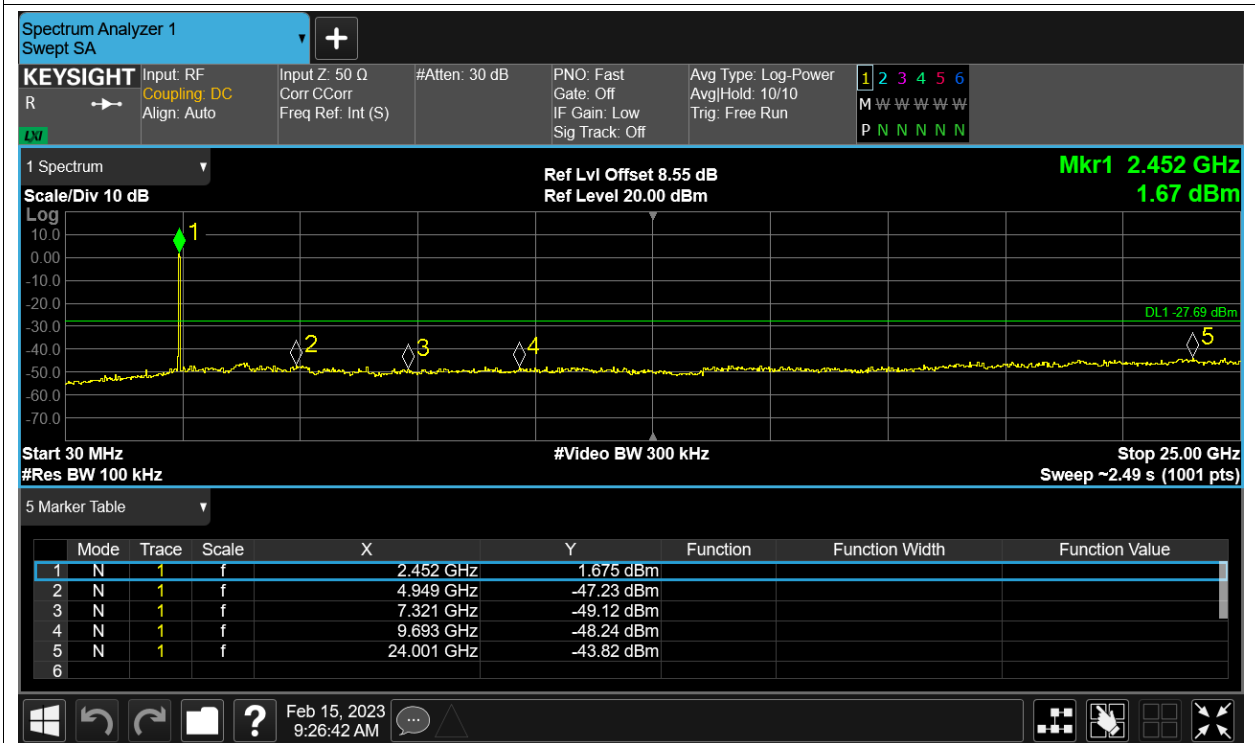 Spectrum Analyzer 1
Swept SA
KEYSIGHT
R
LXI
Input: RF
Coupling: DC
Align: Auto
Input Z: 50 Ω
Corr CCorr
Freq Ref: Int (S)
#Atten: 30 dB
PNO: Fast
Gate: Off
IF Gain: Low
Sig Track: Off
Avg Type: Log-Power
Avg|Hold: 10/10
Trig: Free Run
1 2 3 4 5 6
M W W W W W
P N N N N N
1 Spectrum
Scale/Div 10 dB
Ref Lvl Offset 8.55 dB
Ref Level 20.00 dBm
Mkr1 2.452 GHz
1.67 dBm
Log
10.0
0.00
-10.0
-20.0
-30.0
-40.0
-50.0
-60.0
-70.0
1
2
3
4
5
DL1 -27.69 dBm
Start 30 MHz
#Res BW 100 kHz
#Video BW 300 kHz
Stop 25.00 GHz
Sweep ~2.49 s (1001 pts)
5 Marker Table
Mode Trace Scale X Y Function Function Width Function Value
1 N 1 f 2.452 GHz 1.675 dBm
2 N 1 f 4.949 GHz -47.23 dBm
3 N 1 f 7.321 GHz -49.12 dBm
4 N 1 f 9.693 GHz -48.24 dBm
5 N 1 f 24.001 GHz -43.82 dBm
6
?
Feb 15, 2023
9:26:42 AM